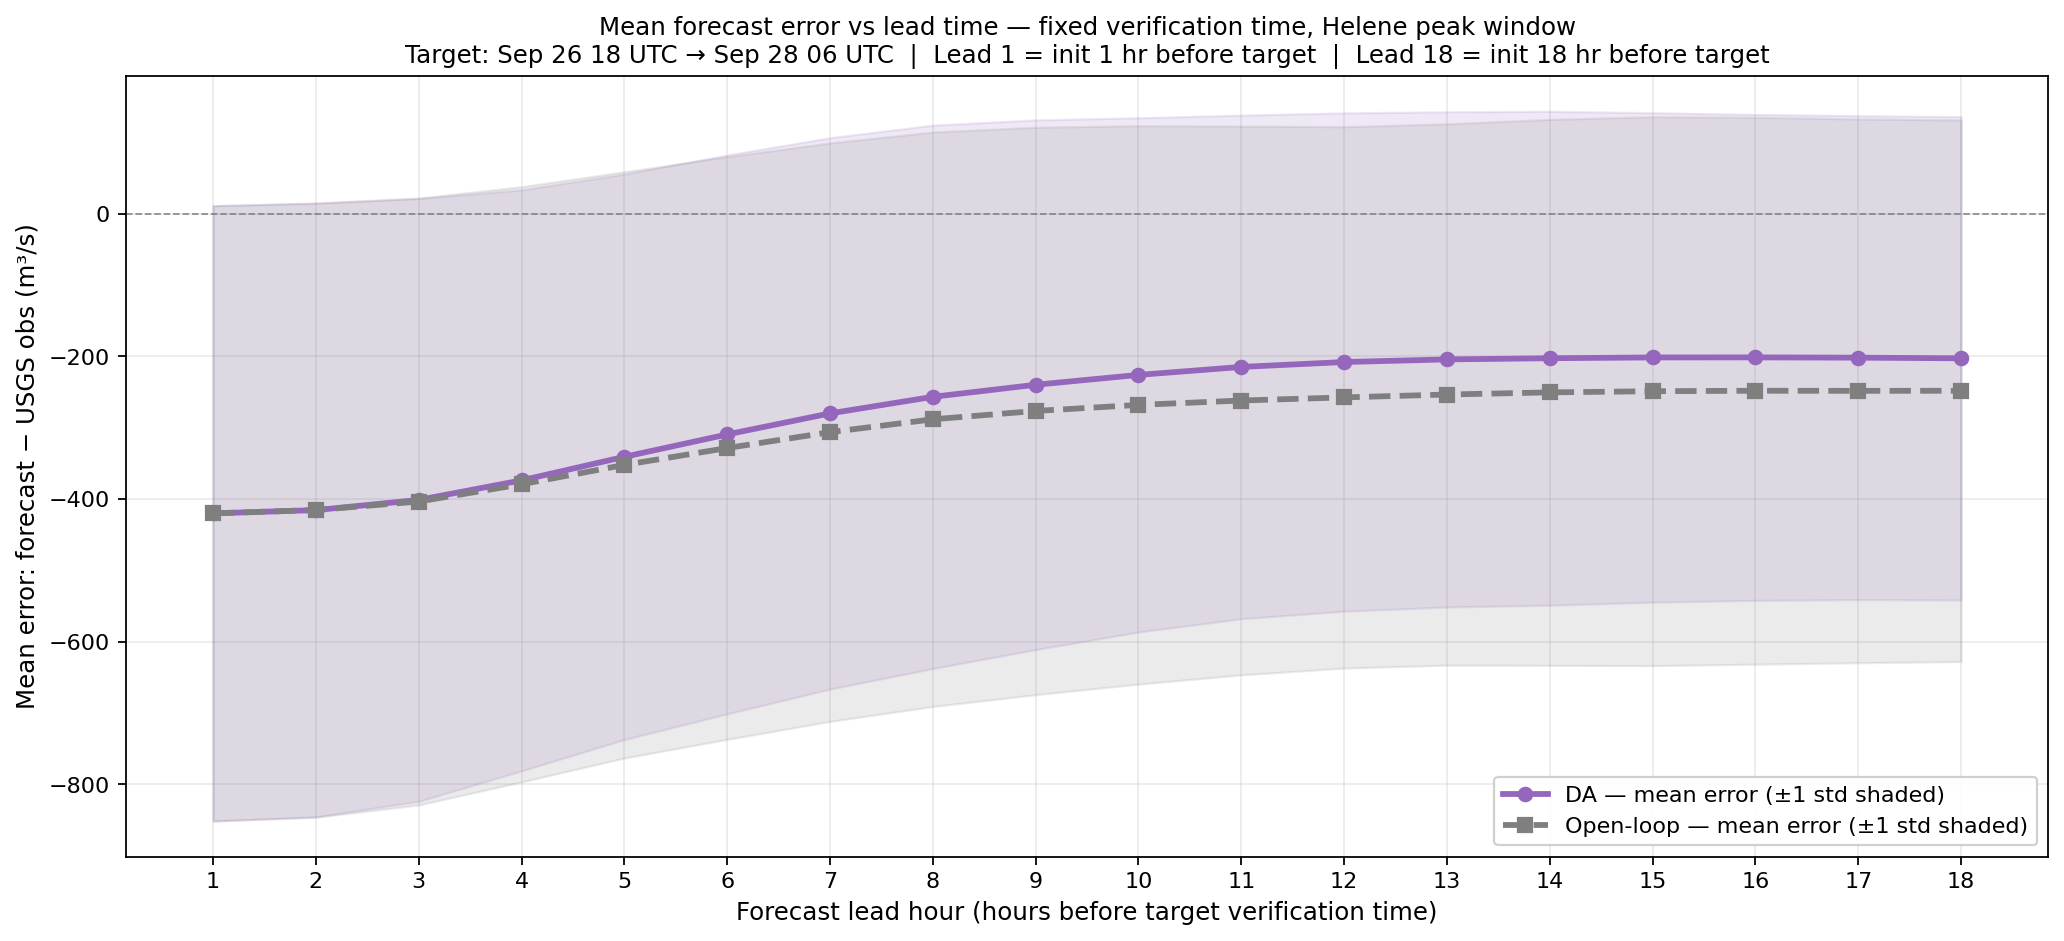 Mean forecast error vs lead time — fixed verification time, Helene peak window
Target: Sep 26 18 UTC → Sep 28 06 UTC | Lead 1 = init 1 hr before target | Lead 18 = init 18 hr before target
Mean error: forecast − USGS obs (m³/s)
0
−200
−400
−600
−800
DA — mean error (±1 std shaded)
Open-loop — mean error (±1 std shaded)
1 2 3 4 5 6 7 8 9 10 11 12 13 14 15 16 17 18
Forecast lead hour (hours before target verification time)